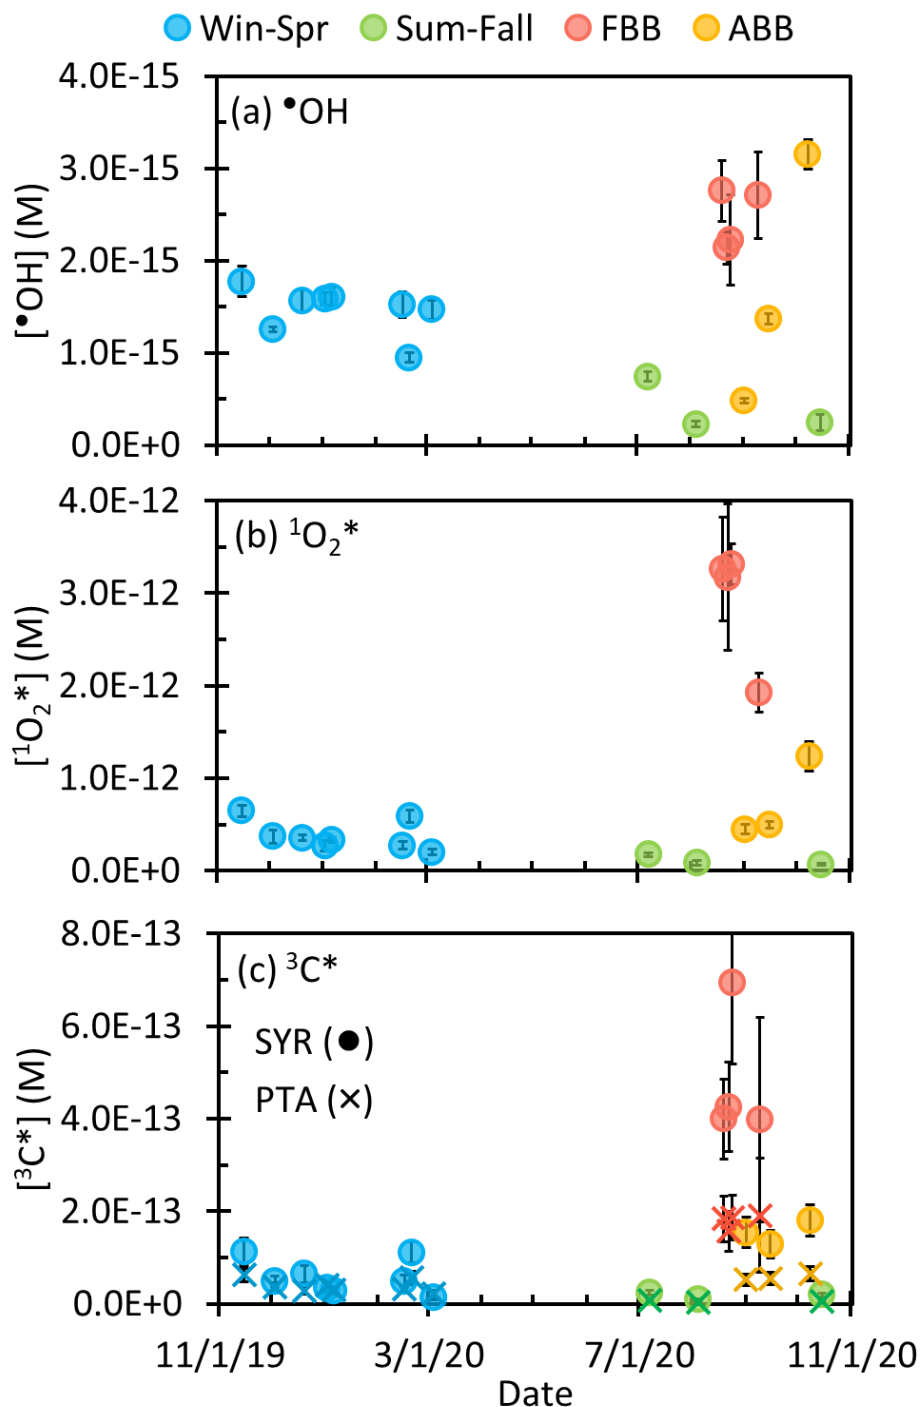 Win-Spr Sum-Fall FBB ABB
4.0E-15
(a) •OH
3.0E-15
2.0E-15
1.0E-15
0.0E+0
[•OH] (M)
4.0E-12
(b) ¹O₂*
3.0E-12
2.0E-12
1.0E-12
0.0E+0
[¹O₂*] (M)
8.0E-13
(c) ³C*
6.0E-13
SYR (●)
PTA (×)
4.0E-13
2.0E-13
0.0E+0
[³C*] (M)
11/1/19 3/1/20 7/1/20 11/1/20
Date